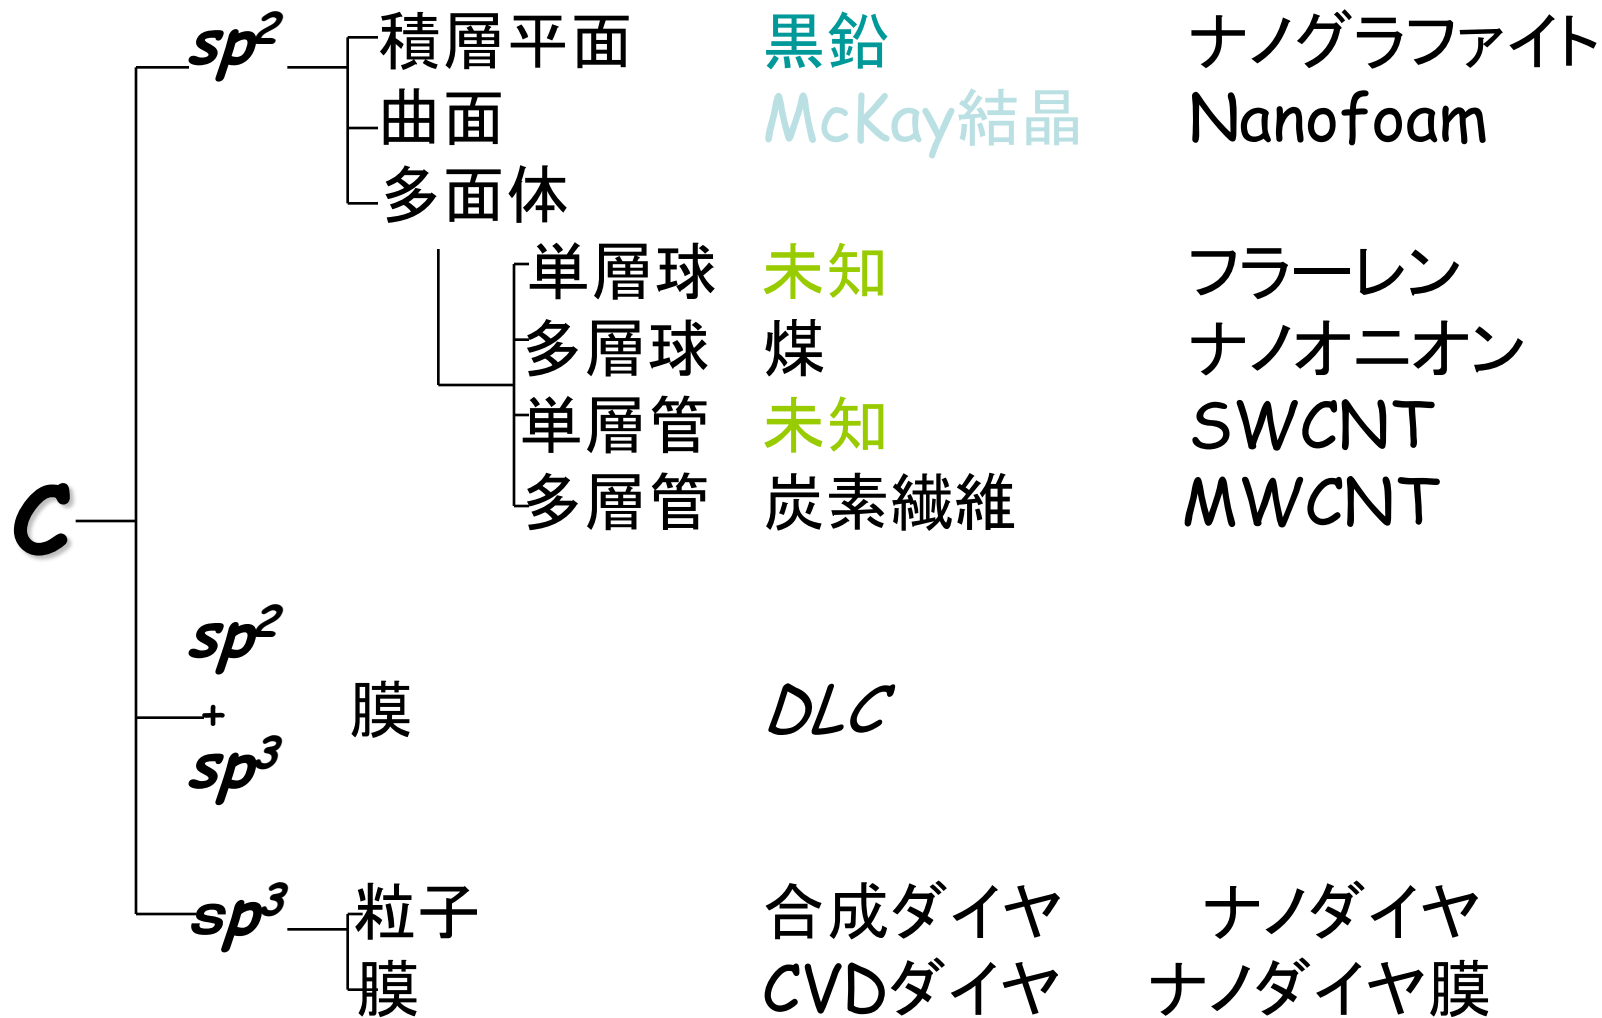 sp² 積層平面 黒鉛 ナノグラファイト
曲面 McKay結晶 Nanofoam
多面体
単層球 未知 フラーレン
多層球 煤 ナノオニオン
単層管 未知 SWCNT
多層管 炭素繊維 MWCNT
C
sp²
+ 膜 DLC
sp³
sp³ 粒子 合成ダイヤ ナノダイヤ
膜 CVDダイヤ ナノダイヤ膜